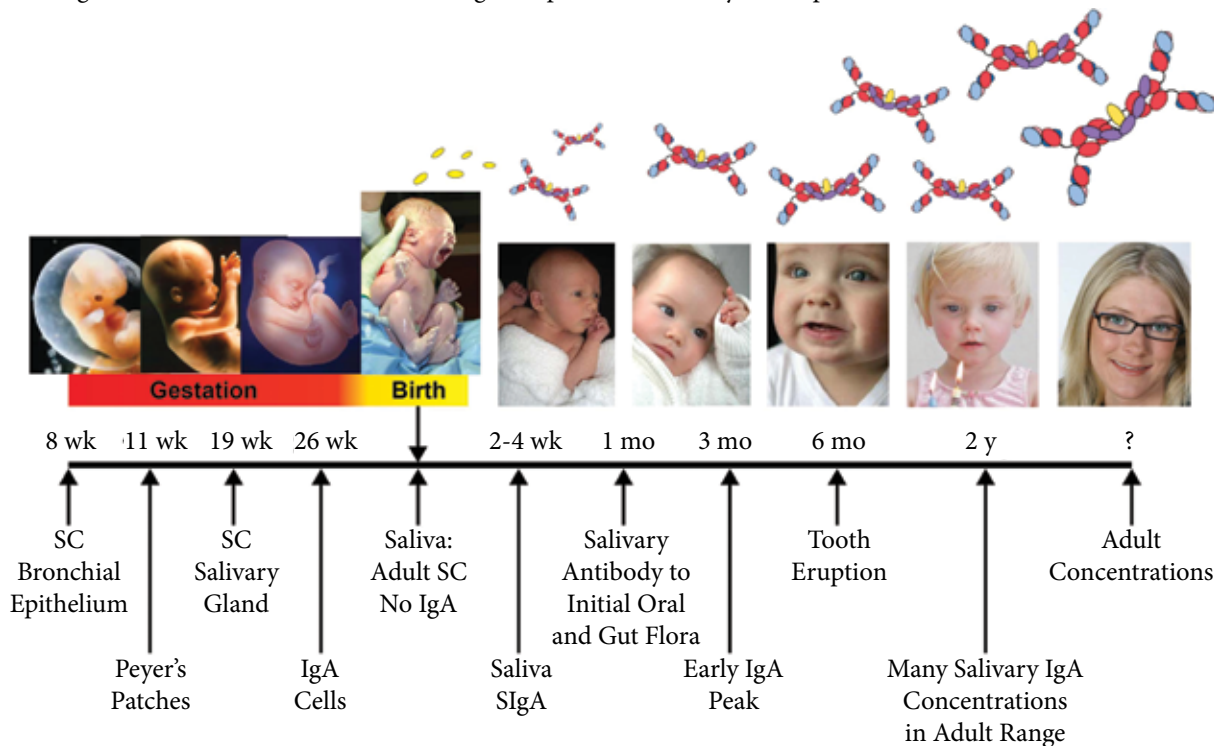 Gestation
Birth
8 wk
11 wk
19 wk
26 wk
2-4 wk
1 mo
3 mo
6 mo
2 y
?
SC
Bronchial
Epithelium
SC
Salivary
Gland
Saliva:
Adult SC
No IgA
Salivary
Antibody to
Initial Oral
and Gut Flora
Tooth
Eruption
Adult
Concentrations
Peyer's
Patches
IgA
Cells
Saliva
SIgA
Early IgA
Peak
Many Salivary IgA
Concentrations
in Adult Range